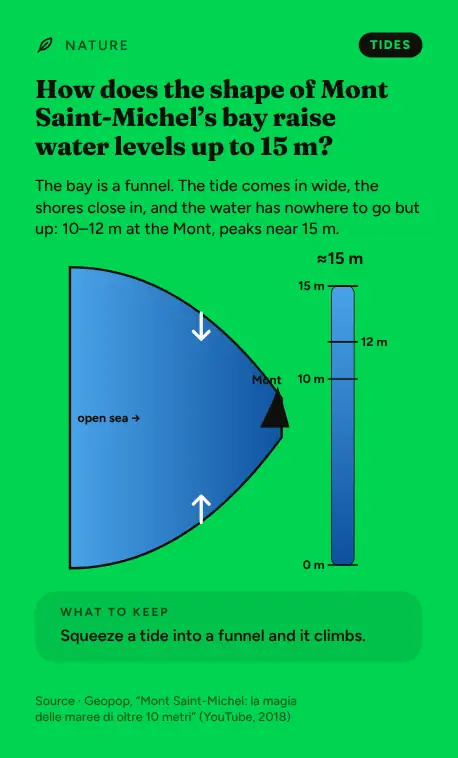 NATURE
TIDES
How does the shape of Mont
Saint-Michel’s bay raise
water levels up to 15 m?
The bay is a funnel. The tide comes in wide, the
shores close in, and the water has nowhere to go but
up: 10–12 m at the Mont, peaks near 15 m.
≈15 m
15 m
12 m
Mont
10 m
open sea →
0 m
WHAT TO KEEP
Squeeze a tide into a funnel and it climbs.
Source · Geopop, “Mont Saint-Michel: la magia
delle maree di oltre 10 metri” (YouTube, 2018)